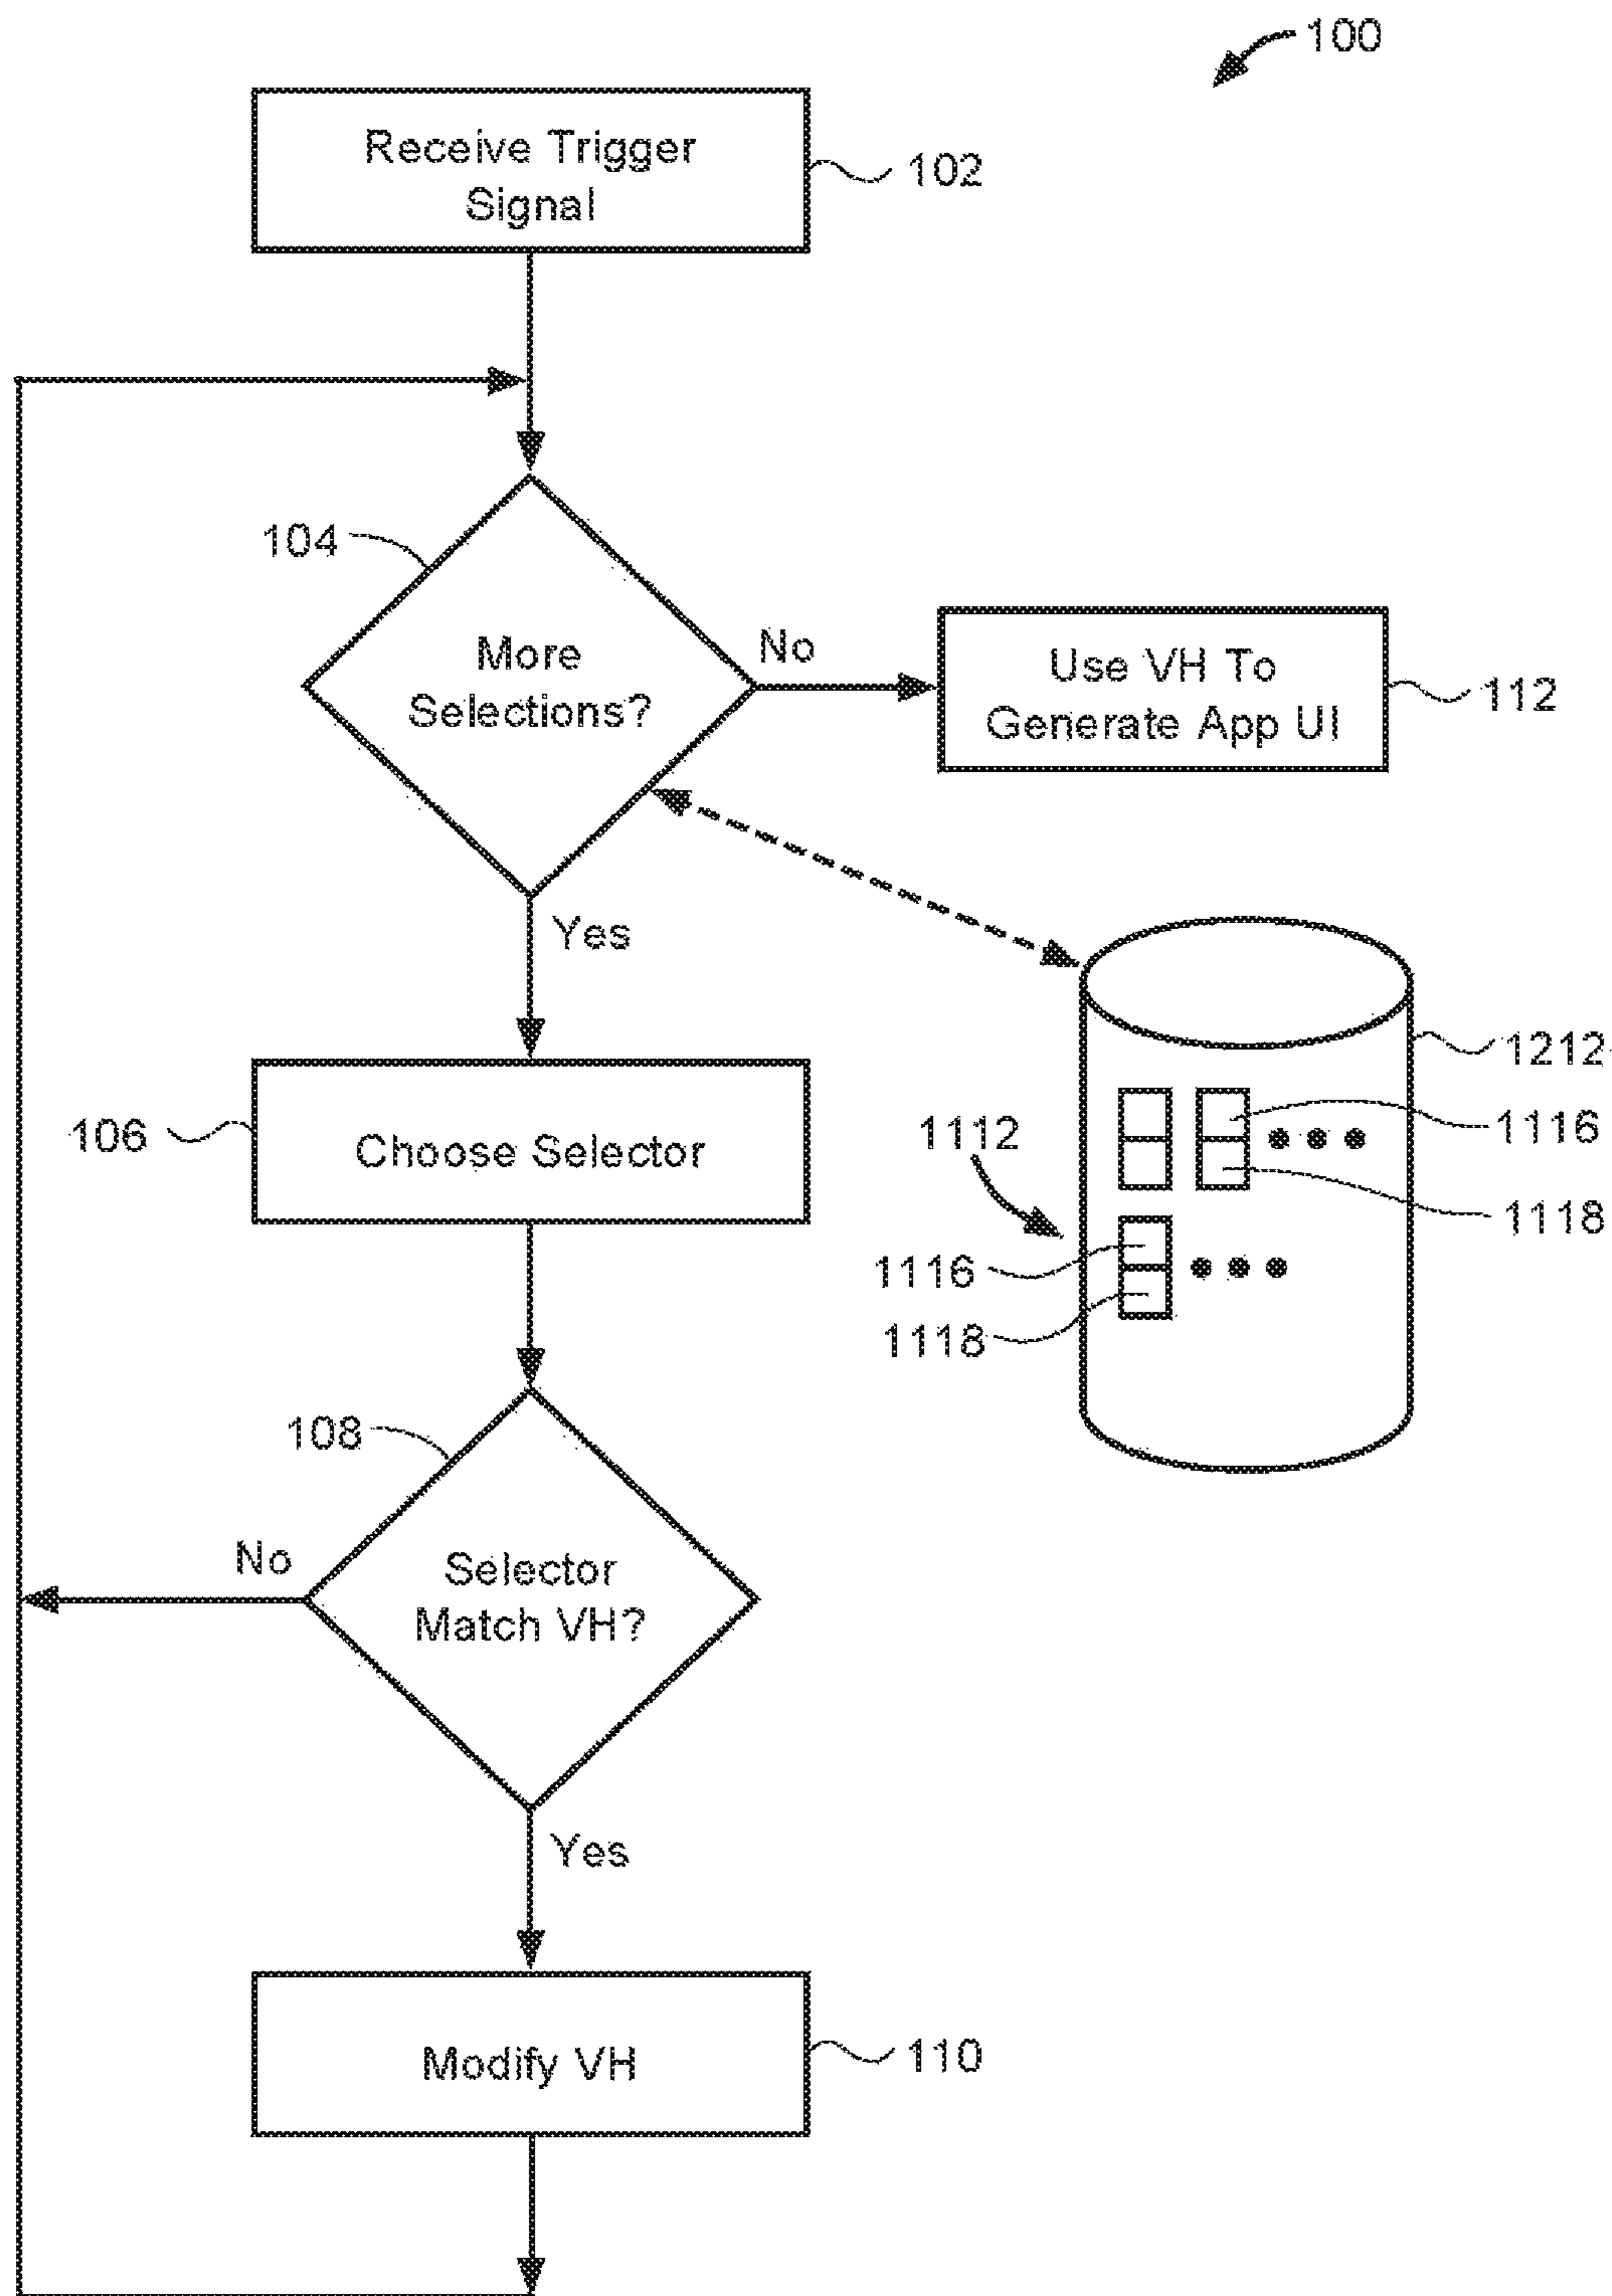 100
Receive Trigger
Signal
102
104
More
Selections?
No
Use VH To
Generate App UI
112
Yes
106
Choose Selector
1212
1112
1116
1118
1116
1118
108
No
Selector
Match VH?
Yes
Modify VH
110